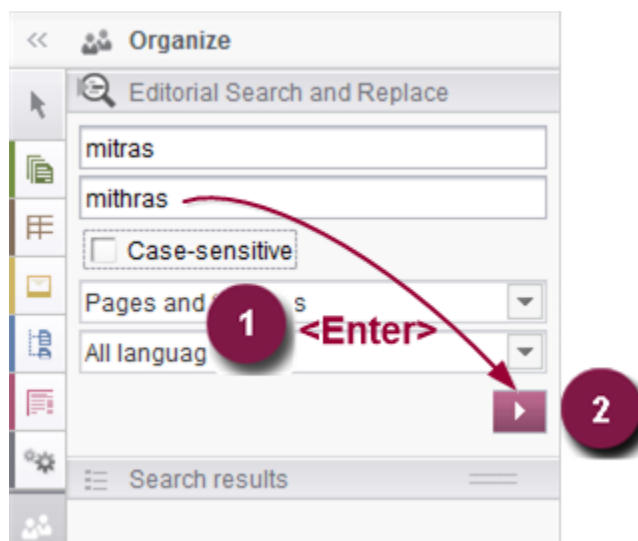 Organize
Editorial Search and Replace
mitras
mithras
Case-sensitive
Pages and s
1 <Enter>
All languag
2
Search results